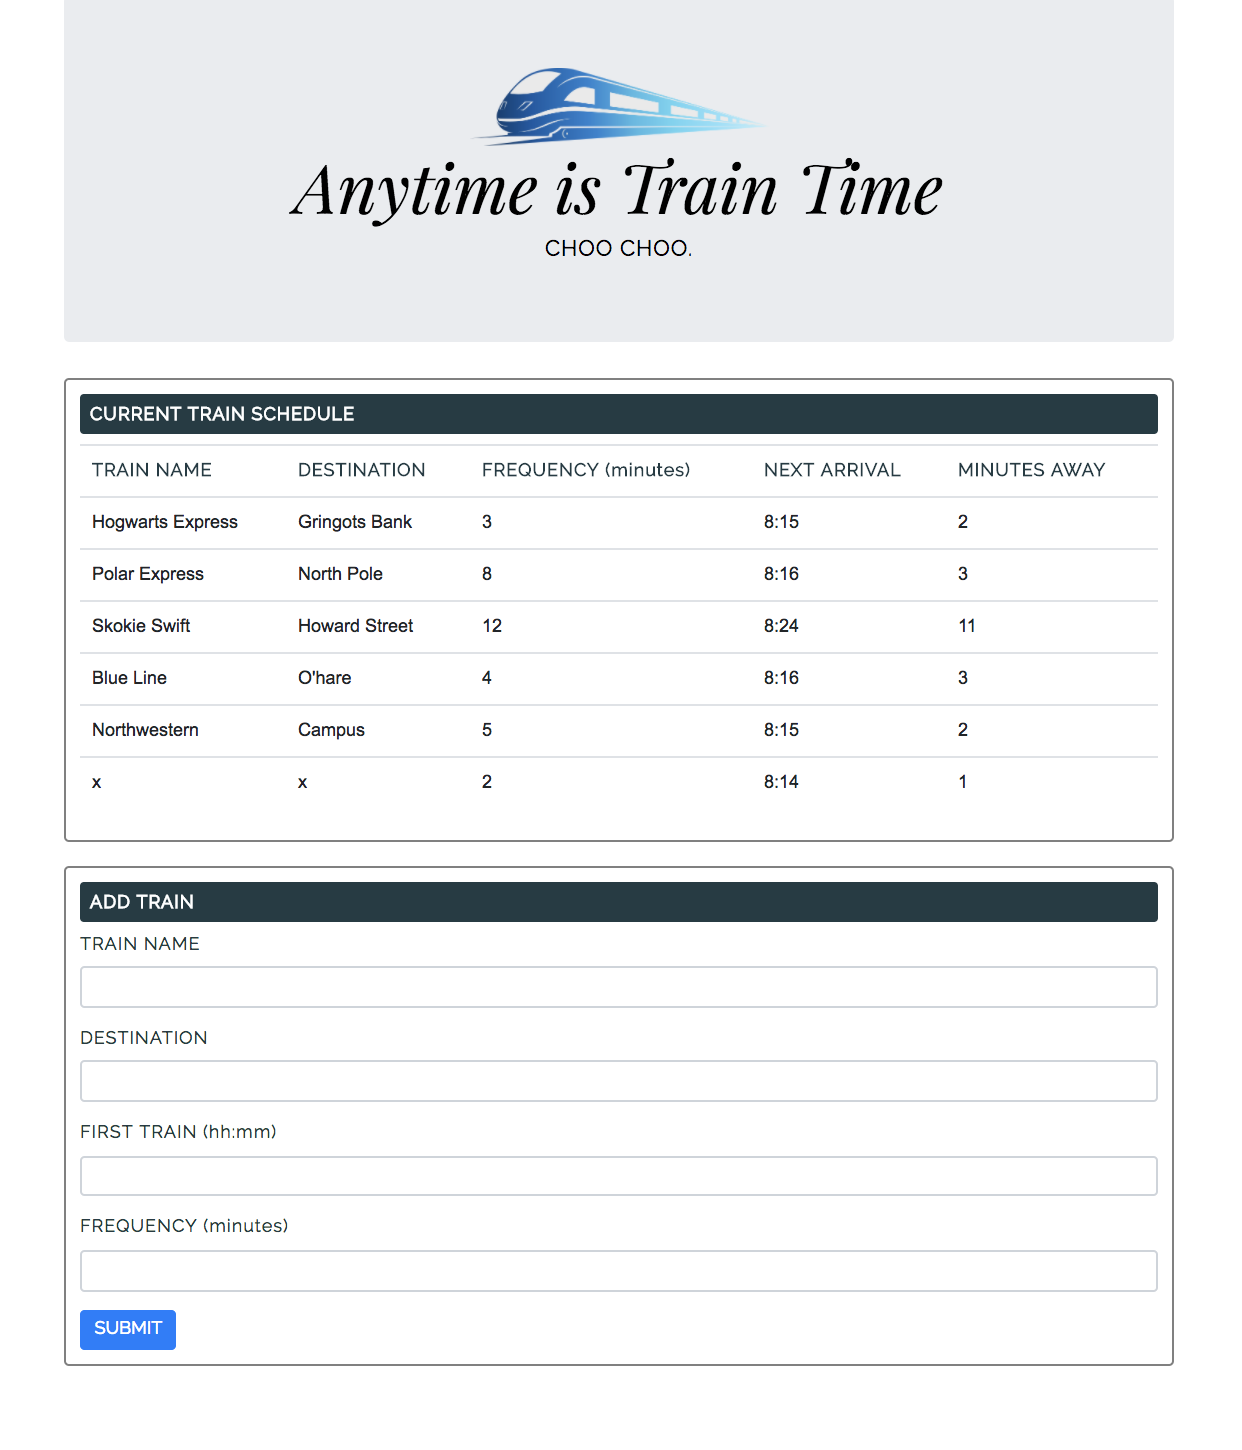 Anytime is Train Time
CHOO CHOO.
CURRENT TRAIN SCHEDULE
TRAIN NAME DESTINATION FREQUENCY (minutes) NEXT ARRIVAL MINUTES AWAY
Hogwarts Express Gringots Bank 3 8:15 2
Polar Express North Pole 8 8:16 3
Skokie Swift Howard Street 12 8:24 11
Blue Line O'hare 4 8:16 3
Northwestern Campus 5 8:15 2
x x 2 8:14 1
ADD TRAIN
TRAIN NAME
DESTINATION
FIRST TRAIN (hh:mm)
FREQUENCY (minutes)
SUBMIT